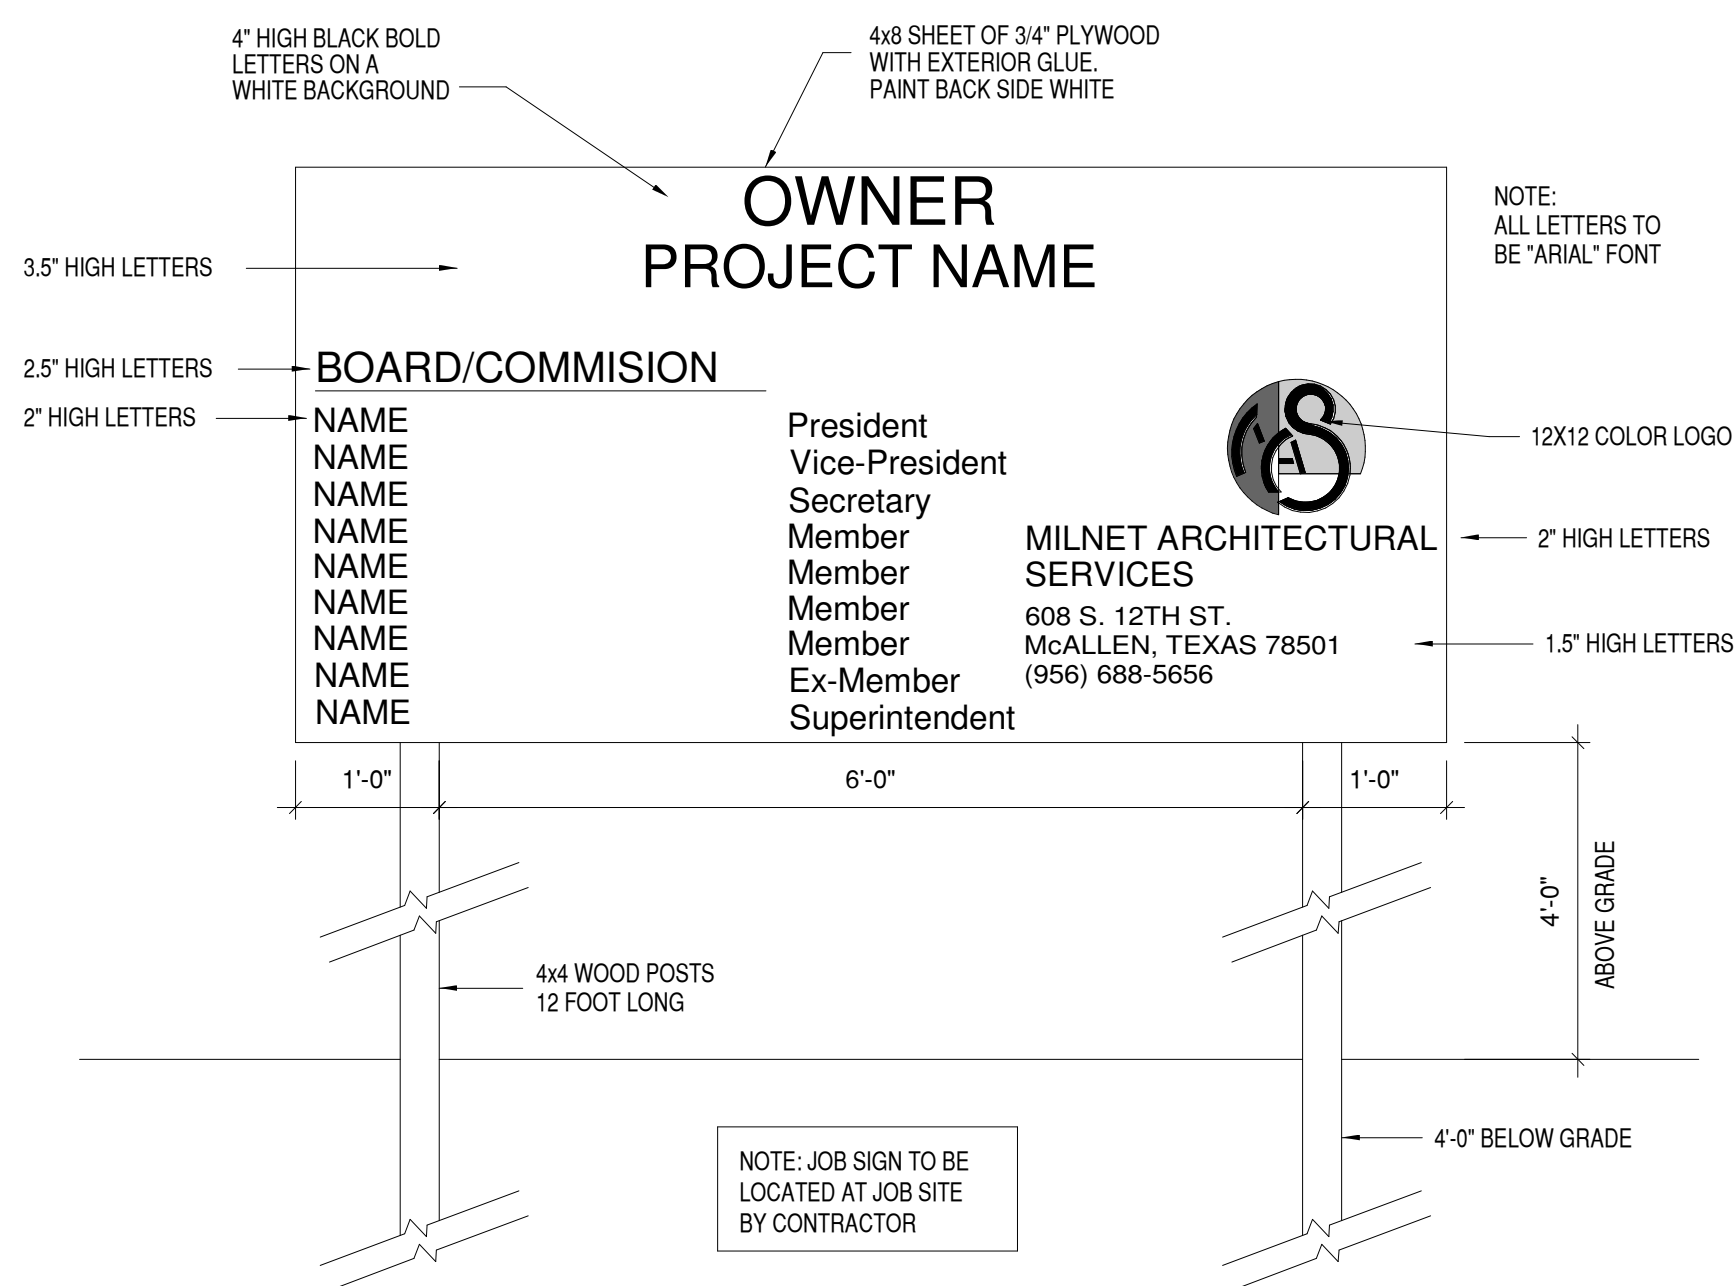 4" HIGH BLACK BOLD
LETTERS ON A
WHITE BACKGROUND
4x8 SHEET OF 3/4" PLYWOOD
WITH EXTERIOR GLUE.
PAINT BACK SIDE WHITE
OWNER
PROJECT NAME
NOTE:
ALL LETTERS TO
BE "ARIAL" FONT
3.5" HIGH LETTERS
2.5" HIGH LETTERS
BOARD/COMMISION
2" HIGH LETTERS
NAME President
NAME Vice-President
NAME Secretary
NAME Member
NAME Member
NAME Member
NAME Member
NAME Ex-Member
NAME Superintendent
MAS
12X12 COLOR LOGO
MILNET ARCHITECTURAL
SERVICES
2" HIGH LETTERS
608 S. 12TH ST.
McALLEN, TEXAS 78501
(956) 688-5656
1.5" HIGH LETTERS
1'-0" 6'-0" 1'-0"
4'-0"
ABOVE GRADE
4x4 WOOD POSTS
12 FOOT LONG
4'-0" BELOW GRADE
NOTE: JOB SIGN TO BE
LOCATED AT JOB SITE
BY CONTRACTOR